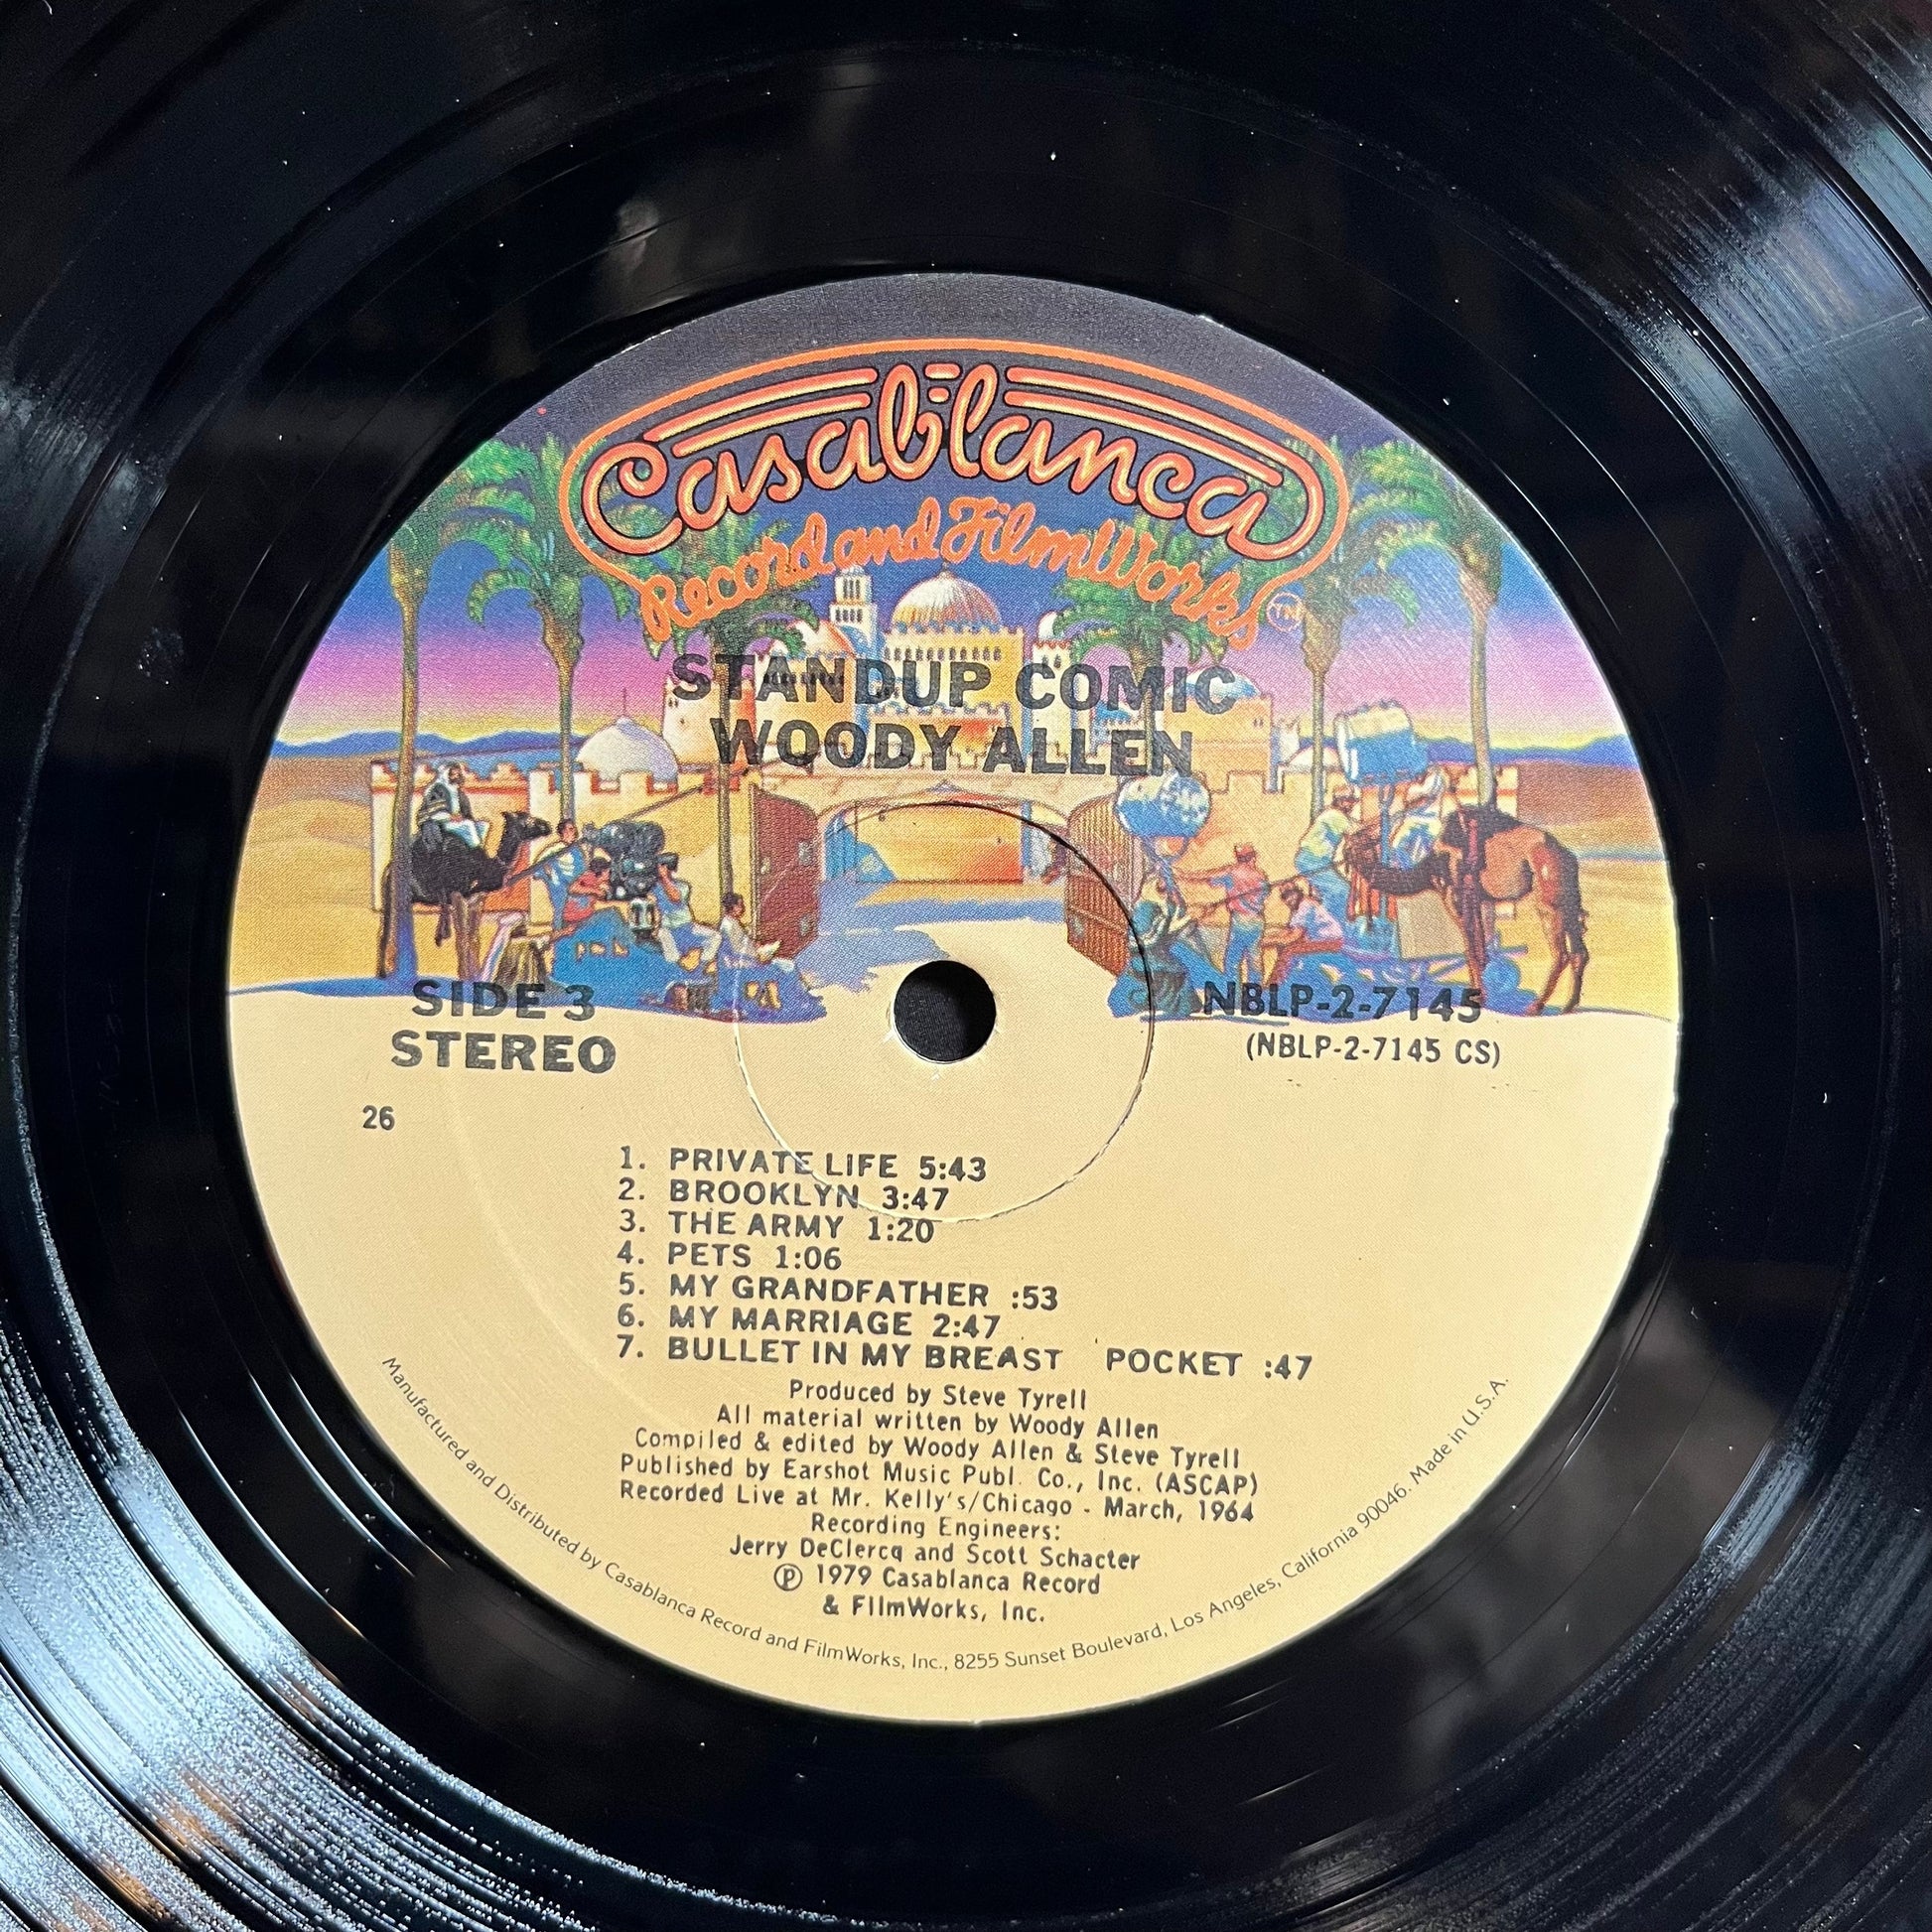 Casablanca
Record and FilmWorks TM
STANDUP COMIC
WOODY ALLEN
SIDE 3
STEREO
NBLP-2-7145
(NBLP-2-7145 CS)
26
1. PRIVATE LIFE 5:43
2. BROOKLYN 3:47
3. THE ARMY 1:20
4. PETS 1:06
5. MY GRANDFATHER :53
6. MY MARRIAGE 2:47
7. BULLET IN MY BREAST POCKET :47
Produced by Steve Tyrell
All material written by Woody Allen
Compiled & edited by Woody Allen & Steve Tyrell
Published by Earshot Music Publ. Co., Inc. (ASCAP)
Recorded Live at Mr. Kelly's/Chicago - March, 1964
Recording Engineers:
Jerry DeClercq and Scott Schacter
℗ 1979 Casablanca Record
& FilmWorks, Inc.
Manufactured and Distributed by Casablanca Record and FilmWorks, Inc., 8255 Sunset Boulevard, Los Angeles, California 90046. Made in U.S.A.